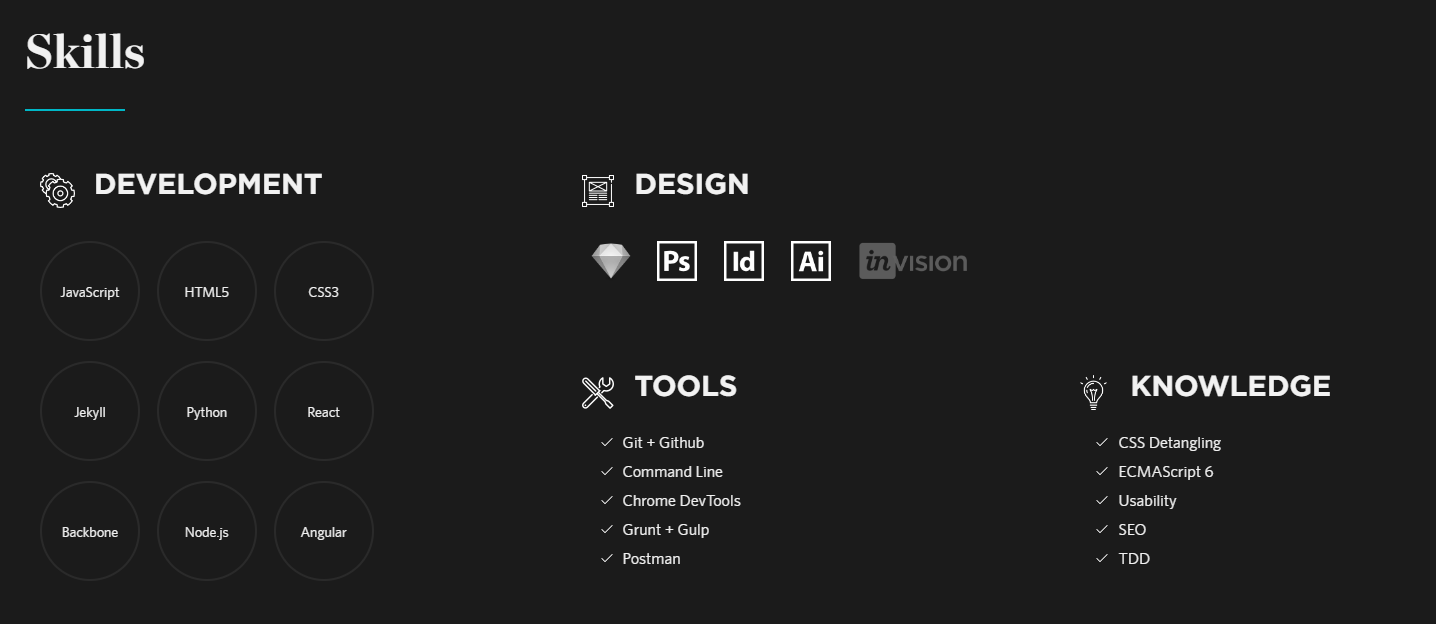 Skills
DEVELOPMENT
JavaScript
HTML5
CSS3
Jekyll
Python
React
Backbone
Node.js
Angular
DESIGN
Ps
Id
Ai
inVISION
TOOLS
Git + Github
Command Line
Chrome DevTools
Grunt + Gulp
Postman
KNOWLEDGE
CSS Detangling
ECMAScript 6
Usability
SEO
TDD